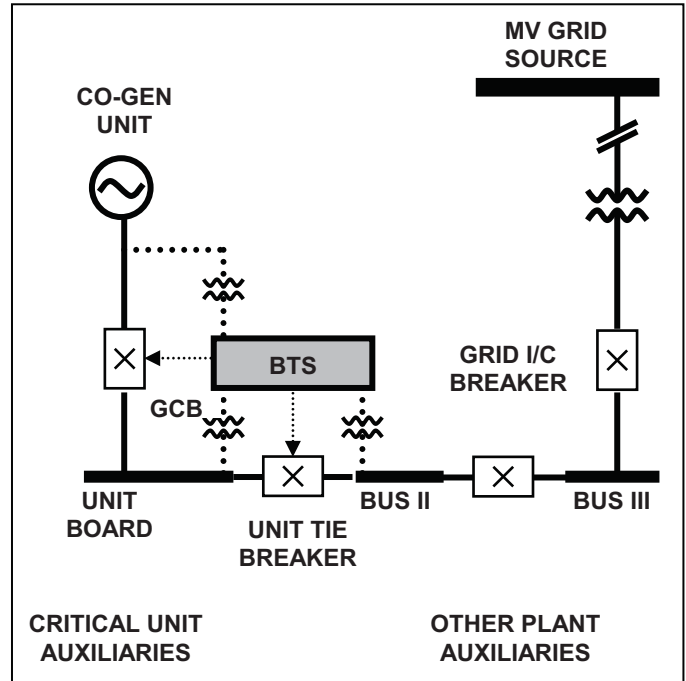 MV GRID
SOURCE
CO-GEN
UNIT
BTS
GRID I/C
BREAKER
GCB
UNIT
BOARD
UNIT TIE
BREAKER
BUS II
BUS III
CRITICAL UNIT
AUXILIARIES
OTHER PLANT
AUXILIARIES